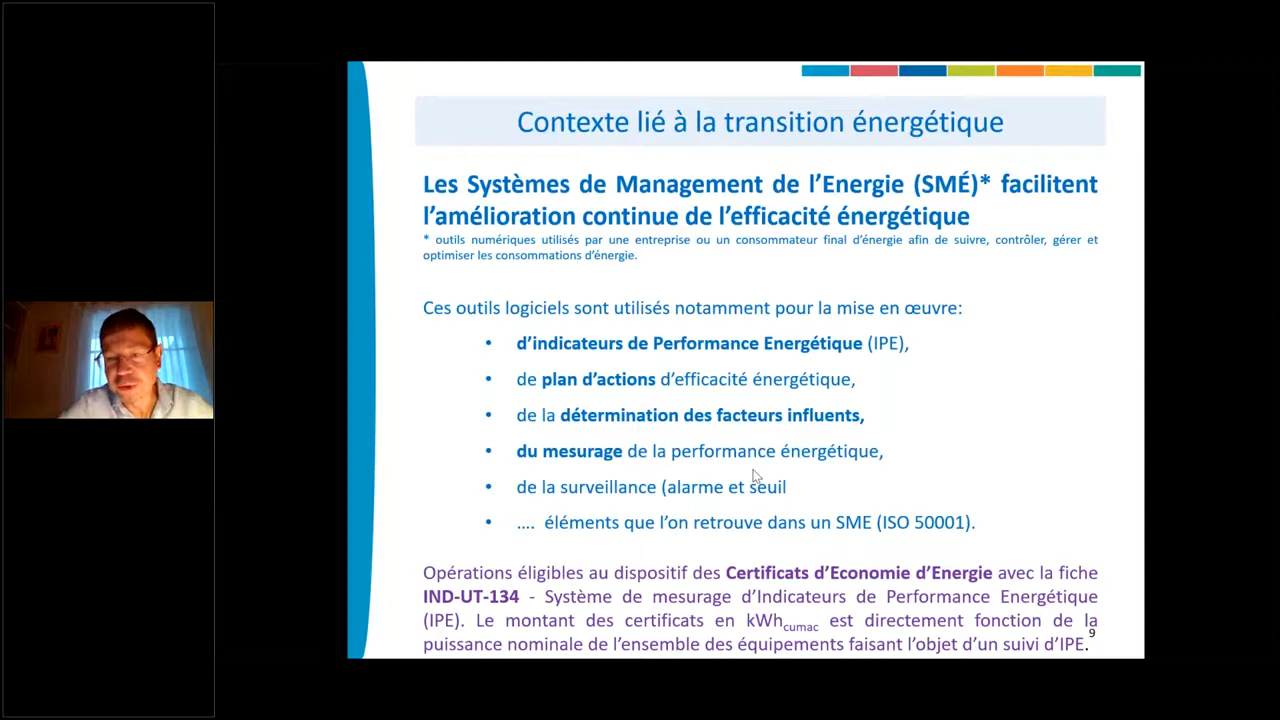 Contexte lié à la transition énergétique
Les Systèmes de Management de l’Energie (SMÉ)* facilitent
l’amélioration continue de l’efficacité énergétique
* outils numériques utilisés par une entreprise ou un consommateur final d’énergie afin de suivre, contrôler, gérer et
optimiser les consommations d’énergie.
Ces outils logiciels sont utilisés notamment pour la mise en œuvre:
• d’indicateurs de Performance Energétique (IPE),
• de plan d’actions d’efficacité énergétique,
• de la détermination des facteurs influents,
• du mesurage de la performance énergétique,
• de la surveillance (alarme et seuil
• …. éléments que l’on retrouve dans un SME (ISO 50001).
Opérations éligibles au dispositif des Certificats d’Economie d’Energie avec la fiche
IND-UT-134 - Système de mesurage d’Indicateurs de Performance Energétique
(IPE). Le montant des certificats en kWhcumac est directement fonction de la
puissance nominale de l’ensemble des équipements faisant l’objet d’un suivi d’IPE.
9